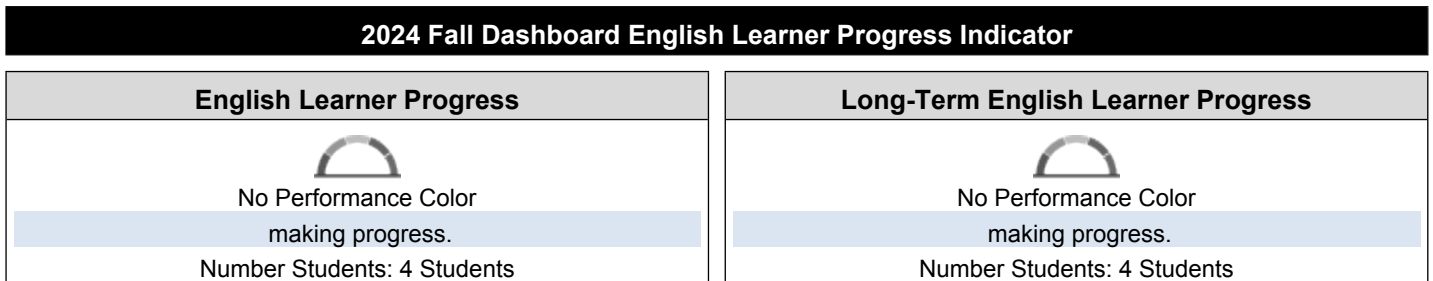 2024 Fall Dashboard English Learner Progress Indicator
English Learner Progress
No Performance Color
making progress.
Number Students: 4 Students
Long-Term English Learner Progress
No Performance Color
making progress.
Number Students: 4 Students